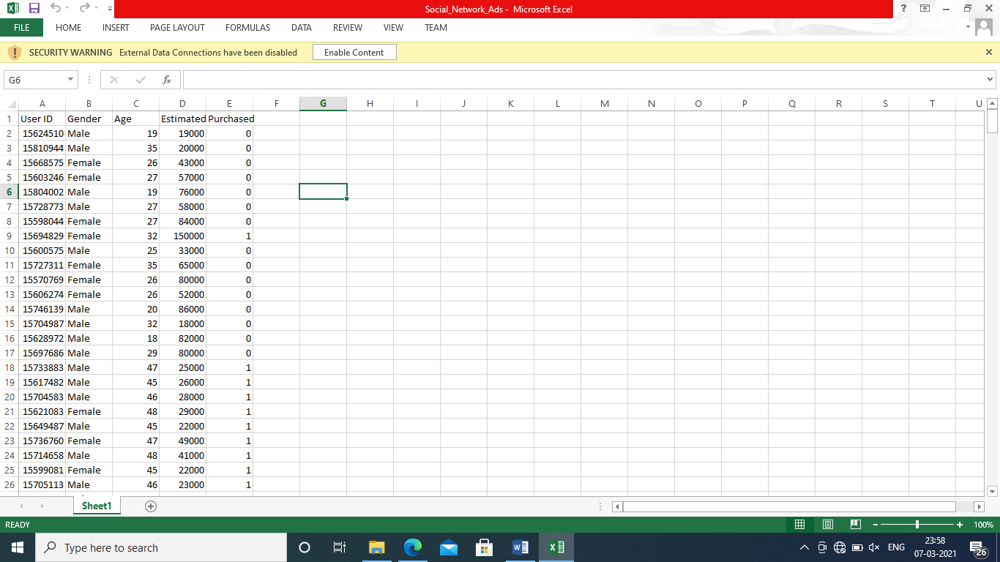 Social_Network_Ads - Microsoft Excel
FILE HOME INSERT PAGE LAYOUT FORMULAS DATA REVIEW VIEW TEAM
SECURITY WARNING External Data Connections have been disabled Enable Content
G6 fx
A B C D E F G H I J K L M N O P Q R S T U
1 User ID Gender Age Estimated Purchased
2 15624510 Male 19 19000 0
3 15810944 Male 35 20000 0
4 15668575 Female 26 43000 0
5 15603246 Female 27 57000 0
6 15804002 Male 19 76000 0
7 15728773 Male 27 58000 0
8 15598044 Female 27 84000 0
9 15694829 Female 32 150000 1
10 15600575 Male 25 33000 0
11 15727311 Female 35 65000 0
12 15570769 Female 26 80000 0
13 15606274 Female 26 52000 0
14 15746139 Male 20 86000 0
15 15704987 Male 32 18000 0
16 15628972 Male 18 82000 0
17 15697686 Male 29 80000 0
18 15733883 Male 47 25000 1
19 15617482 Male 45 26000 1
20 15704583 Male 46 28000 1
21 15621083 Female 48 29000 1
22 15649487 Male 45 22000 1
23 15736760 Female 47 49000 1
24 15714658 Male 48 41000 1
25 15599081 Female 45 22000 1
26 15705113 Male 46 23000 1
Sheet1
READY 100%
Type here to search ENG 23:58
07-03-2021 26